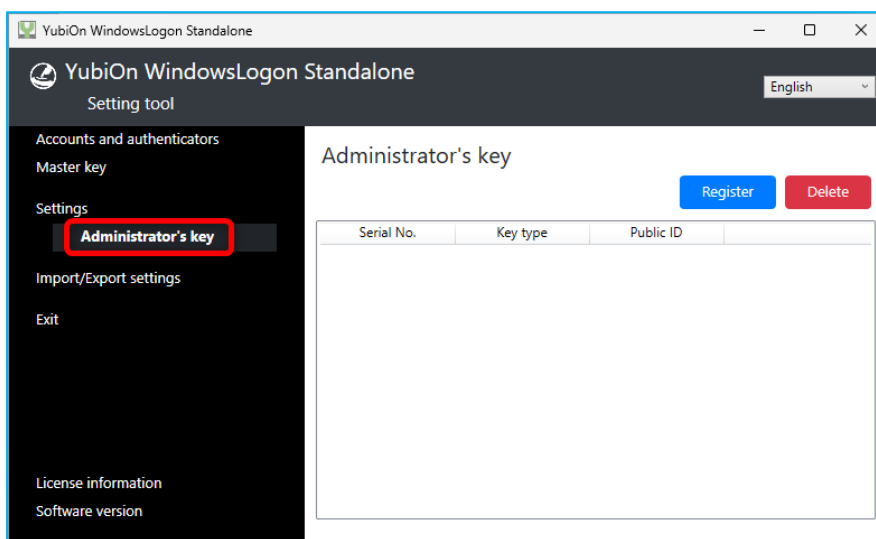 YubiOn WindowsLogon Standalone
YubiOn WindowsLogon Standalone
Setting tool
English
Accounts and authenticators
Master key
Settings
Administrator's key
Import/Export settings
Exit
License information
Software version
Administrator's key
Register Delete
Serial No. Key type Public ID